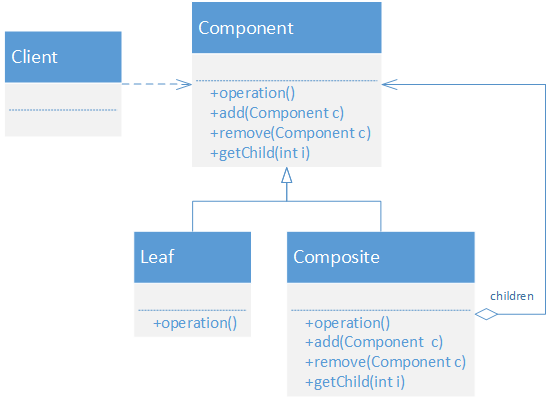 Component
Client
+operation()
+add(Component c)
+remove(Component c)
+getChild(int i)
Leaf
Composite
children
+operation()
+operation()
+add(Component  c)
+remove(Component c)
+getChild(int i)